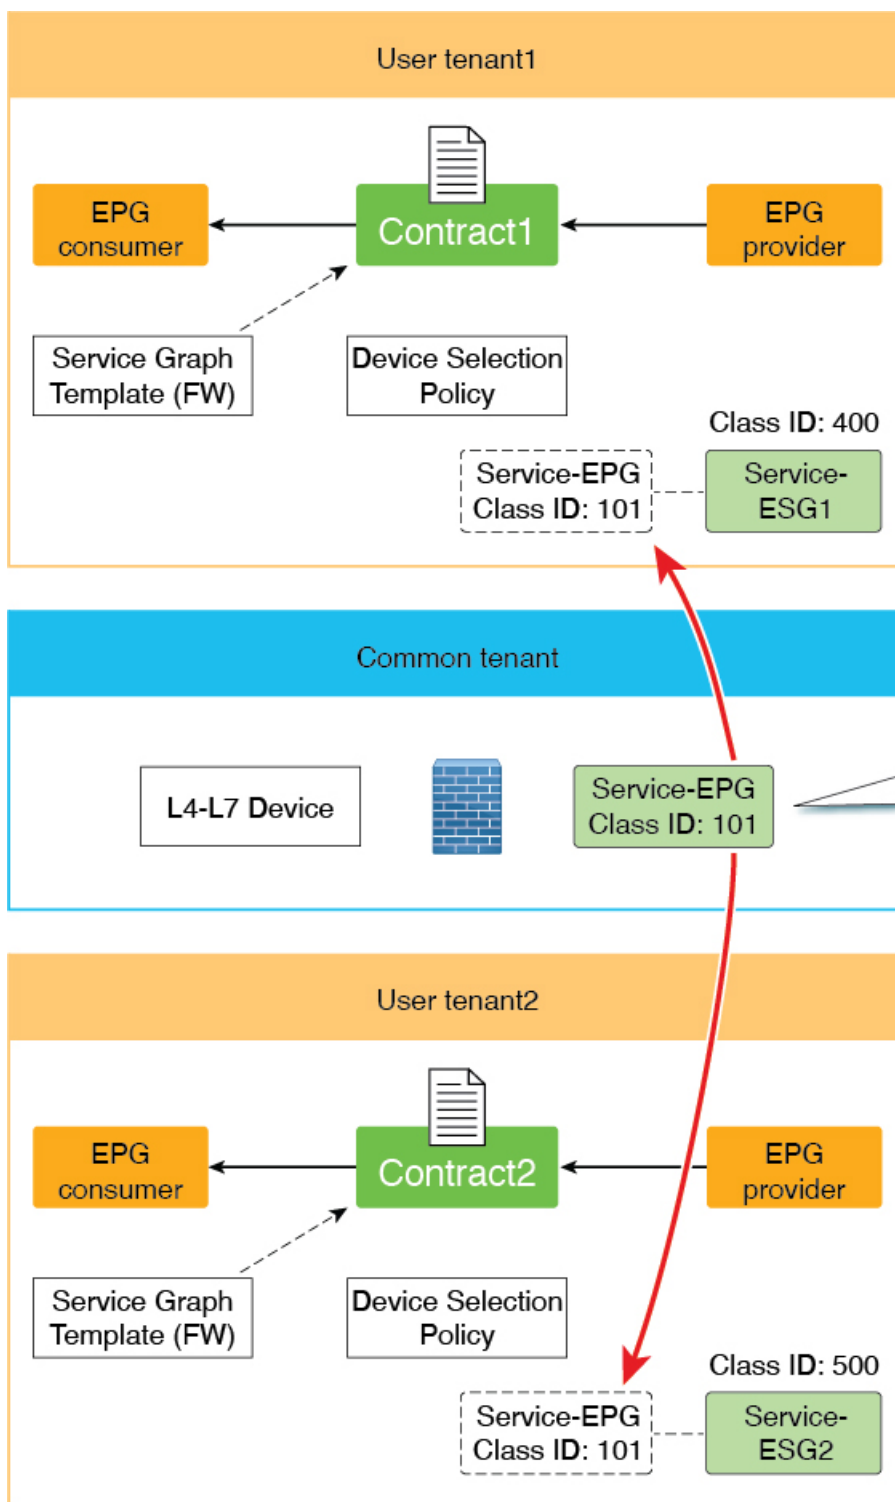 User tenant1
EPG
consumer
Contract1
EPG
provider
Service Graph
Template (FW)
Device Selection
Policy
Class ID: 400
Service-EPG
Class ID: 101
Service-
ESG1
Common tenant
L4-L7 Device
Service-EPG
Class ID: 101
User tenant2
EPG
consumer
Contract2
EPG
provider
Service Graph
Template (FW)
Device Selection
Policy
Class ID: 500
Service-EPG
Class ID: 101
Service-
ESG2